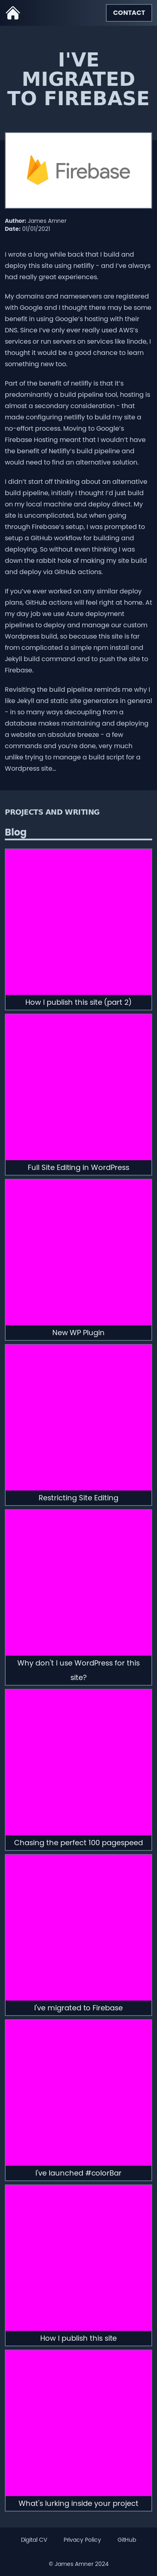 CONTACT
I'VE
MIGRATED
TO FIREBASE
Firebase
Author: James Amner
Date: 01/01/2021
I wrote a long while back that I build and
deploy this site using netlify - and I've always
had really great experiences.
My domains and nameservers are registered
with Google and I thought there may be some
benefit in using Google's hosting with their
DNS. Since I've only ever really used AWS's
services or run servers on services like linode, I
thought it would be a good chance to learn
something new too.
Part of the benefit of netlify is that it's
predominantly a build pipeline tool, hosting is
almost a secondary consideration - that
made configuring netlify to build my site a
no-effort process. Moving to Google's
Firebase Hosting meant that I wouldn't have
the benefit of Netlify's build pipeline and
would need to find an alternative solution.
I didn't start off thinking about an alternative
build pipeline, initially I thought I'd just build
on my local machine and deploy direct. My
site is uncomplicated, but when going
through Firebase's setup, I was prompted to
setup a GitHub workflow for building and
deploying. So without even thinking I was
down the rabbit hole of making my site build
and deploy via GitHub actions.
If you've ever worked on any similar deploy
plans, GitHub actions will feel right at home. At
my day job we use Azure deployment
pipelines to deploy and manage our custom
Wordpress build, so because this site is far
from complicated a simple npm install and
Jekyll build command and to push the site to
Firebase.
Revisiting the build pipeline reminds me why I
like Jekyll and static site generators in general
- in so many ways decoupling from a
database makes maintaining and deploying
a website an absolute breeze - a few
commands and you're done, very much
unlike trying to manage a build script for a
Wordpress site...
PROJECTS AND WRITING
Blog
How I publish this site (part 2)
Full Site Editing in WordPress
New WP Plugin
Restricting Site Editing
Why don't I use WordPress for this
site?
Chasing the perfect 100 pagespeed
I've migrated to Firebase
I've launched #colorBar
How I publish this site
What's lurking inside your project
Digital CV Privacy Policy GitHub
© James Amner 2024